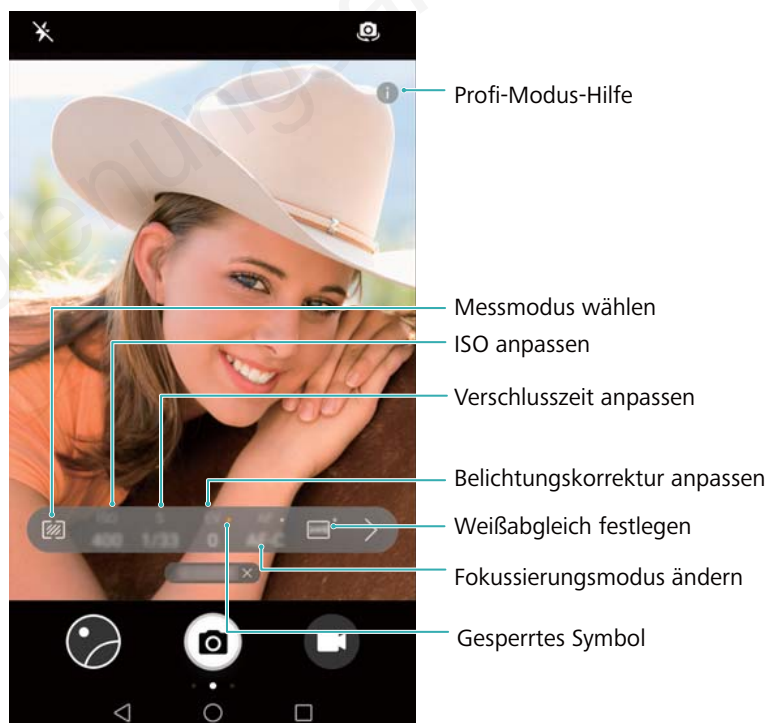 Profi-Modus-Hilfe
Messmodus wählen
ISO anpassen
Verschlusszeit anpassen
Belichtungskorrektur anpassen
ISO
S
EV
AF
400
1/33
0
AF-C
Weißabgleich festlegen
Fokussierungsmodus ändern
Gesperrtes Symbol